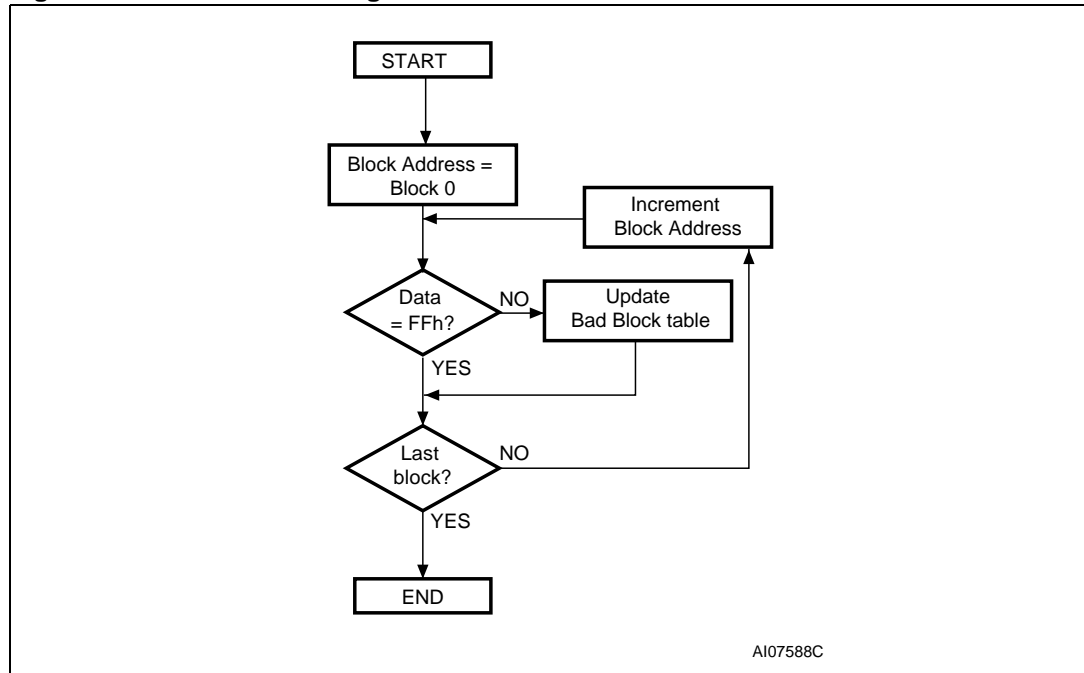 START
Block Address =
Block 0
Increment
Block Address
Data
= FFh?
NO
Update
Bad Block table
YES
Last
block?
NO
YES
END
AI07588C